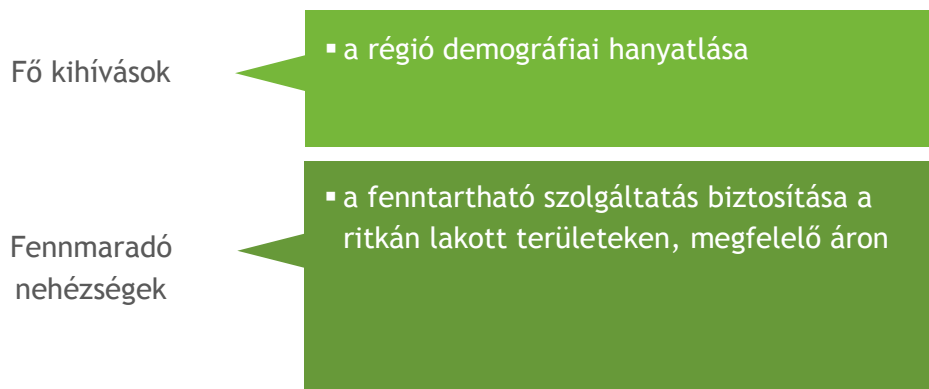 Fő kihívások
▪ a régió demográfiai hanyatlása
Fennmaradó
nehézségek
▪ a fenntartható szolgáltatás biztosítása a
ritkán lakott területeken, megfelelő áron